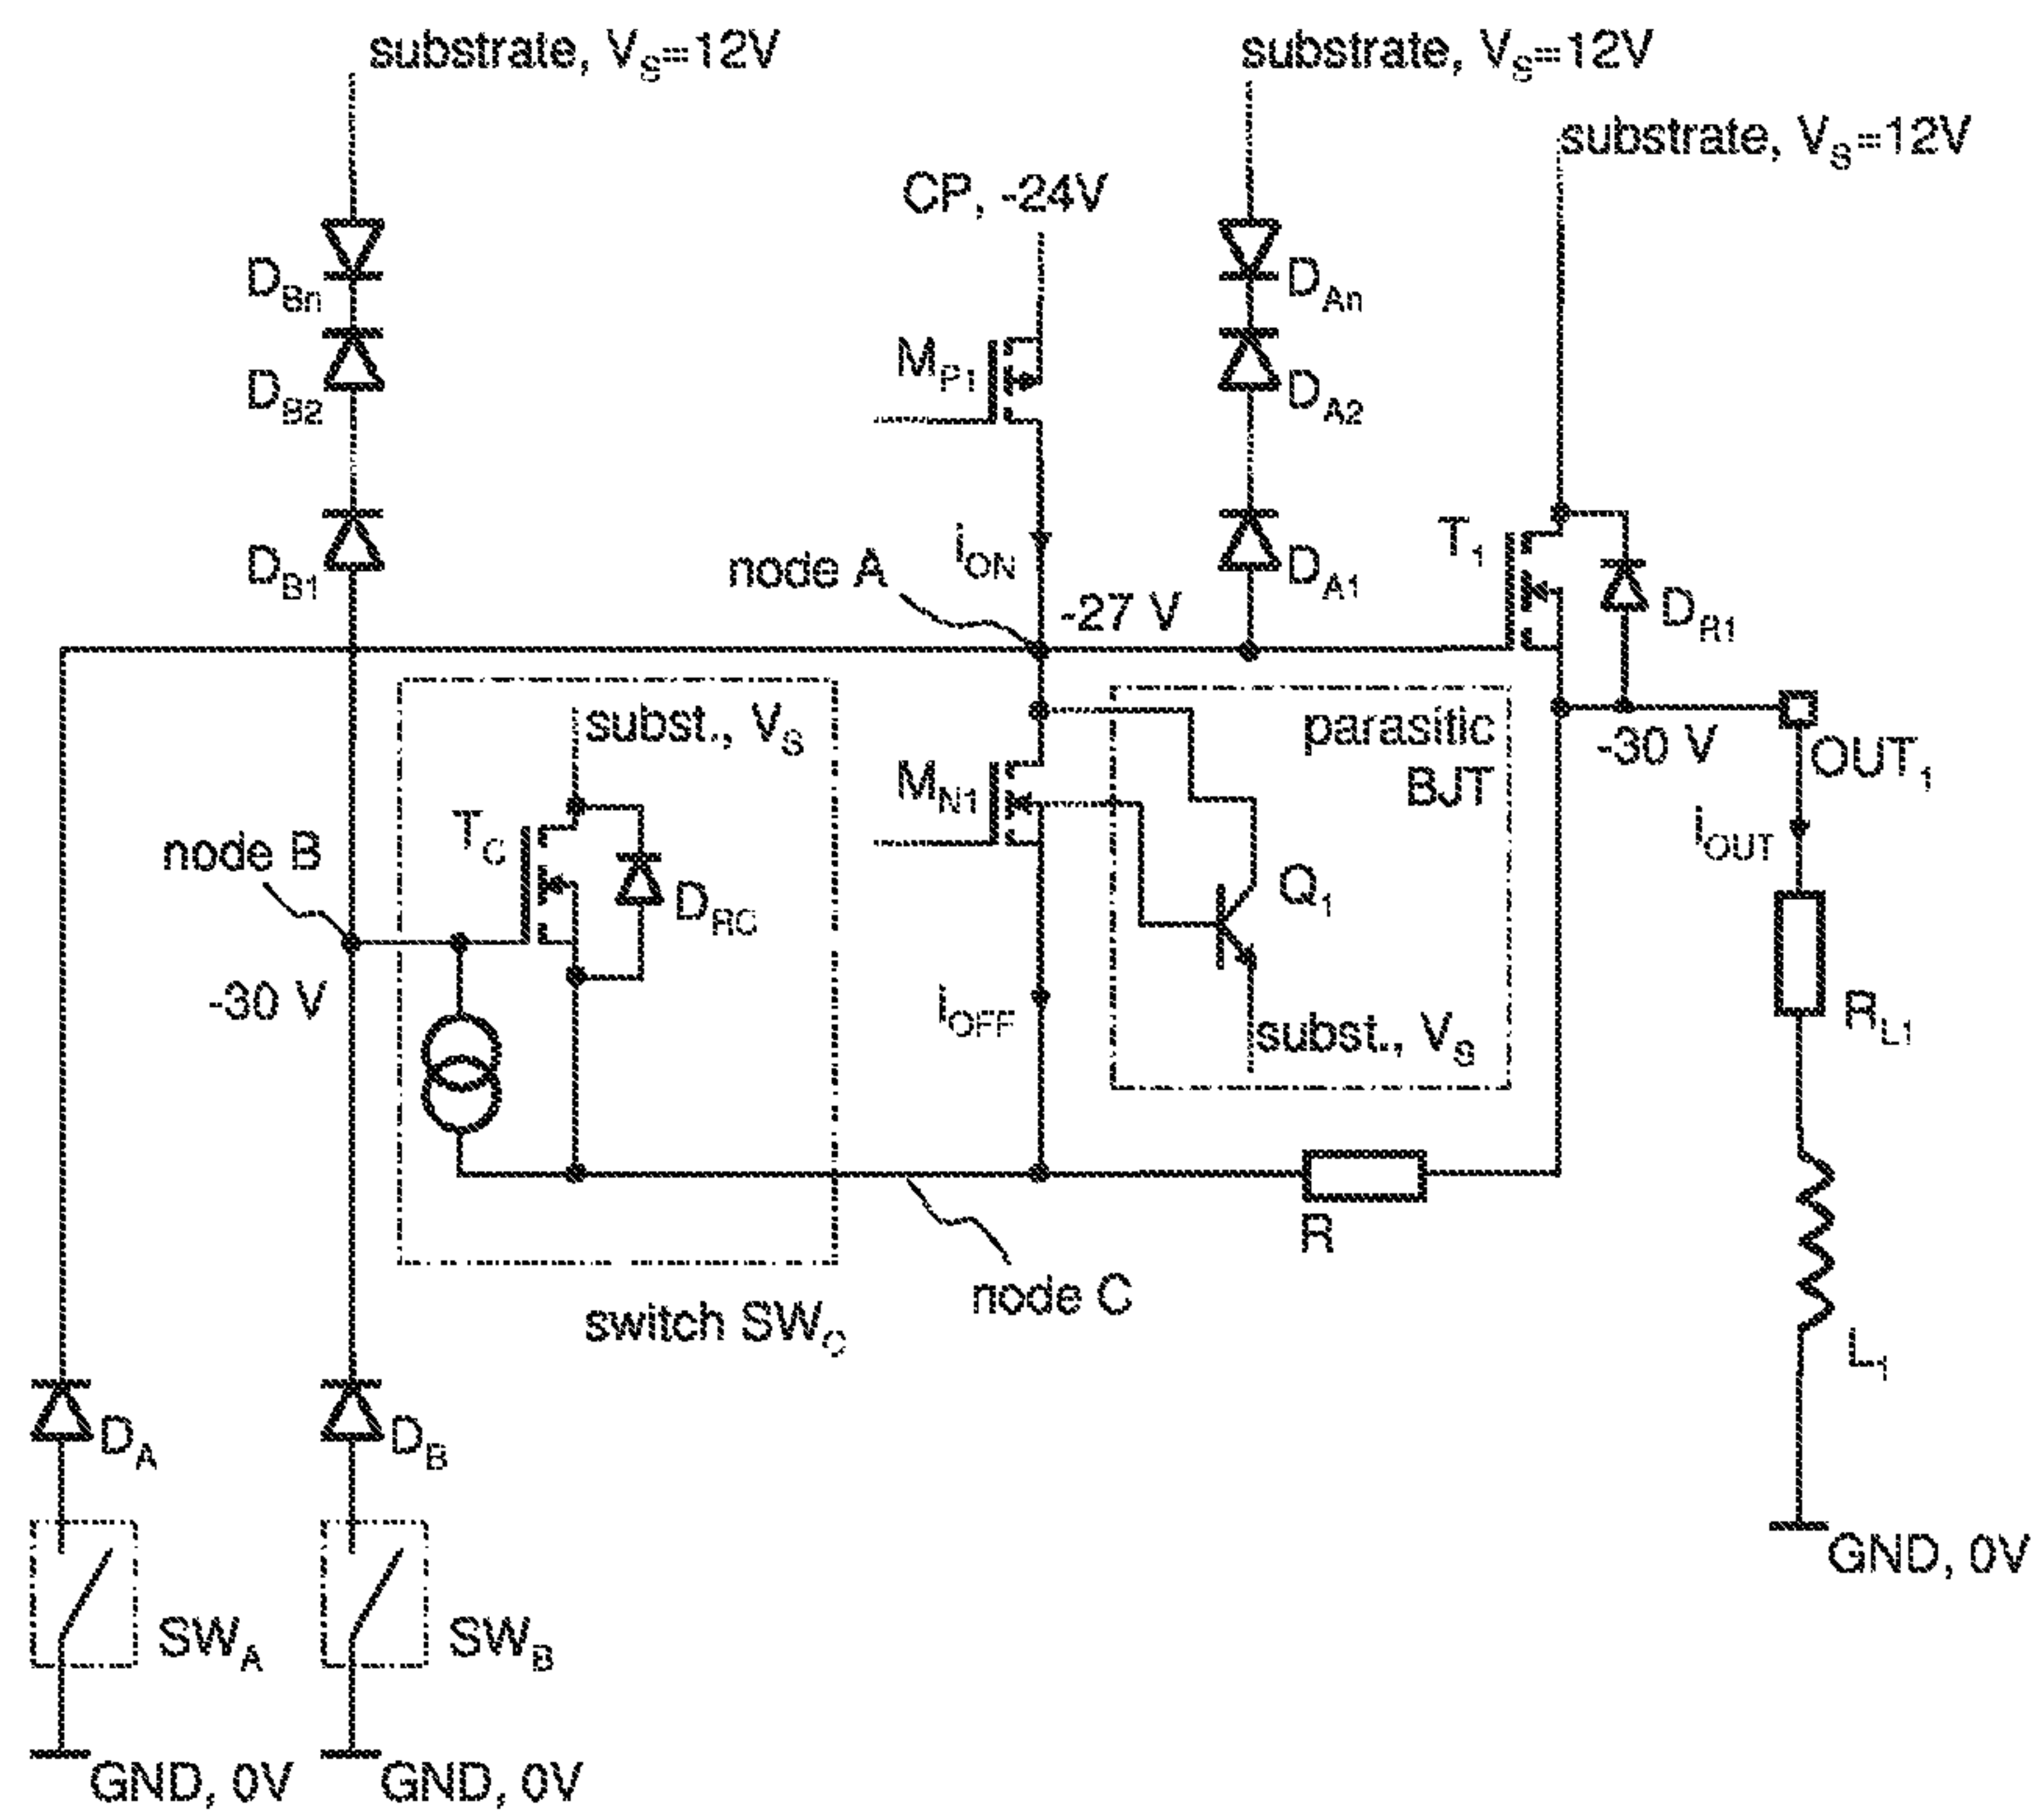 substrate, VS=12V
substrate, VS=12V
substrate, VS=12V
CP, -24V
DBn
DAn
MP1
DB2
DA2
T1
iON
DB1
node A
DA1
DR1
-27 V
subst., VS
parasitic
BJT
-30 V
OUT1
MN1
TC
node B
iOUT
DRC
Q1
-30 V
iOFF
RL1
subst., VS
R
node C
switch SWC
L1
DA
DB
GND, 0V
SWA
SWB
GND, 0V
GND, 0V